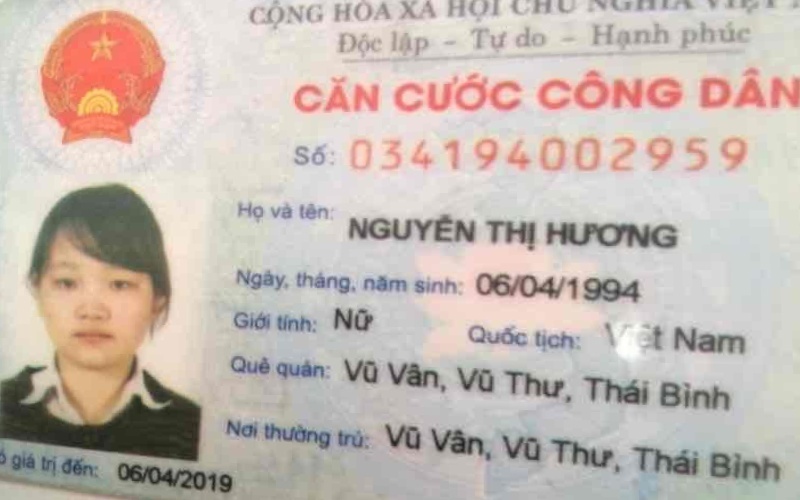 CỘNG HÒA XÃ HỘI CHỦ NGHĨA VIỆT
Độc lập - Tự do - Hạnh phúc
CĂN CƯỚC CÔNG DÂN
Số: 034194002959
Họ và tên: NGUYỄN THỊ HƯƠNG
Ngày, tháng, năm sinh: 06/04/1994
Giới tính: Nữ Quốc tịch: Việt Nam
Quê quán: Vũ Vân, Vũ Thư, Thái Bình
Nơi thường trú: Vũ Vân, Vũ Thư, Thái Bình
giá trị đến: 06/04/2019